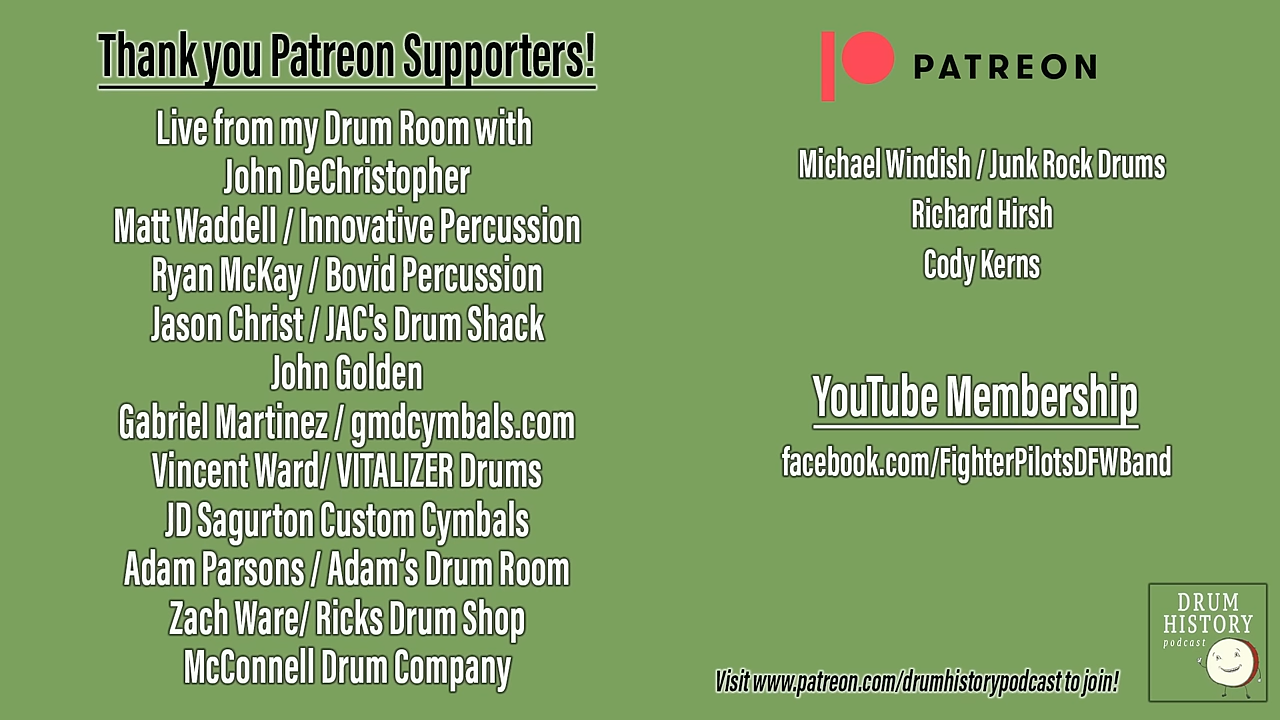 Thank you Patreon Supporters!
Live from my Drum Room with
John DeChristopher
Matt Waddell / Innovative Percussion
Ryan McKay / Bovid Percussion
Jason Christ / JAC's Drum Shack
John Golden
Gabriel Martinez / gmdcymbals.com
Vincent Ward/ VITALIZER Drums
JD Sagurton Custom Cymbals
Adam Parsons / Adam’s Drum Room
Zach Ware/ Ricks Drum Shop
McConnell Drum Company
PATREON
Michael Windish / Junk Rock Drums
Richard Hirsh
Cody Kerns
YouTube Membership
facebook.com/FighterPilotsDFWBand
Visit www.patreon.com/drumhistorypodcast to join!
DRUM
HISTORY
podcast